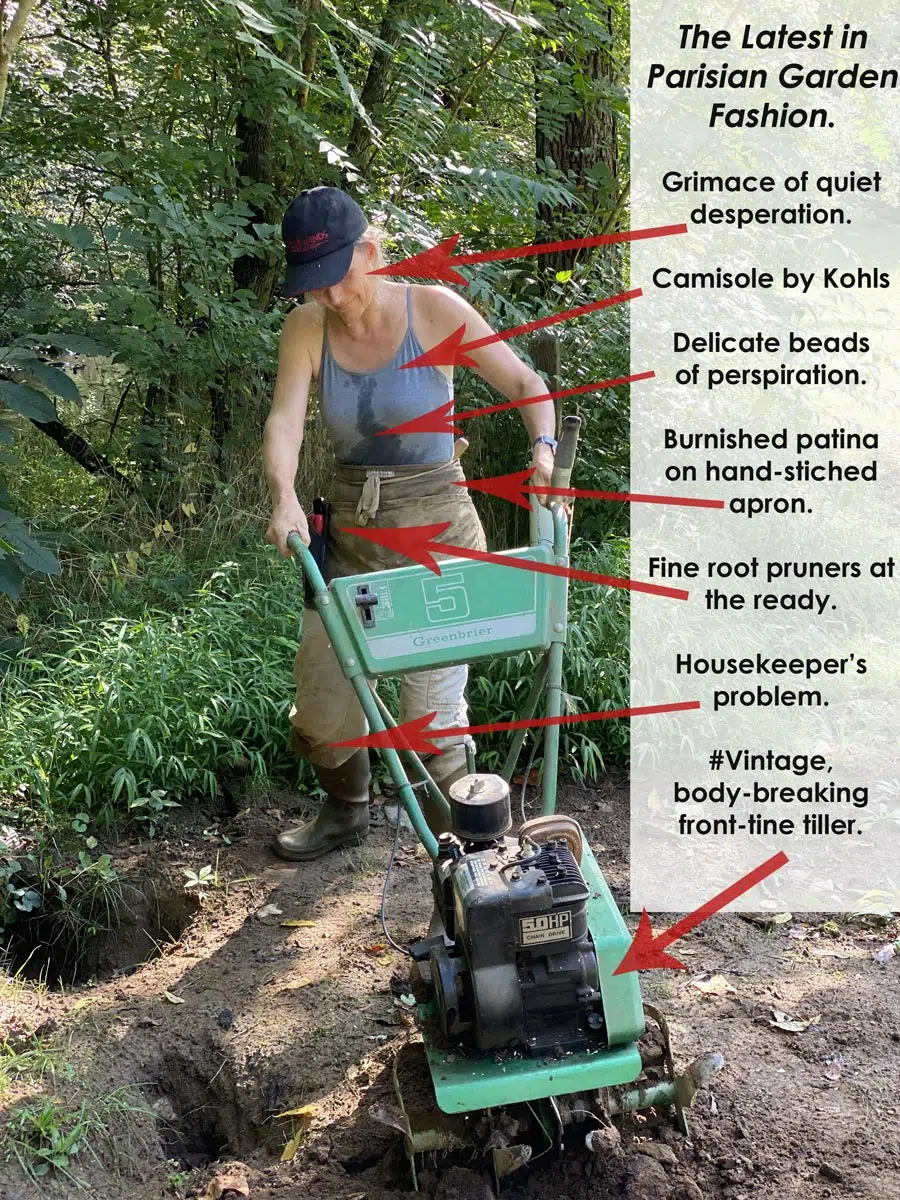 The Latest in
Parisian Garden
Fashion.
Grimace of quiet
desperation.
Camisole by Kohls
Delicate beads
of perspiration.
Burnished patina
on hand-stiched
apron.
Fine root pruners at
the ready.
Housekeeper’s
problem.
#Vintage,
body-breaking
front-tine tiller.
5
Greenbrier
5.0 HP
CHAIN DRIVE